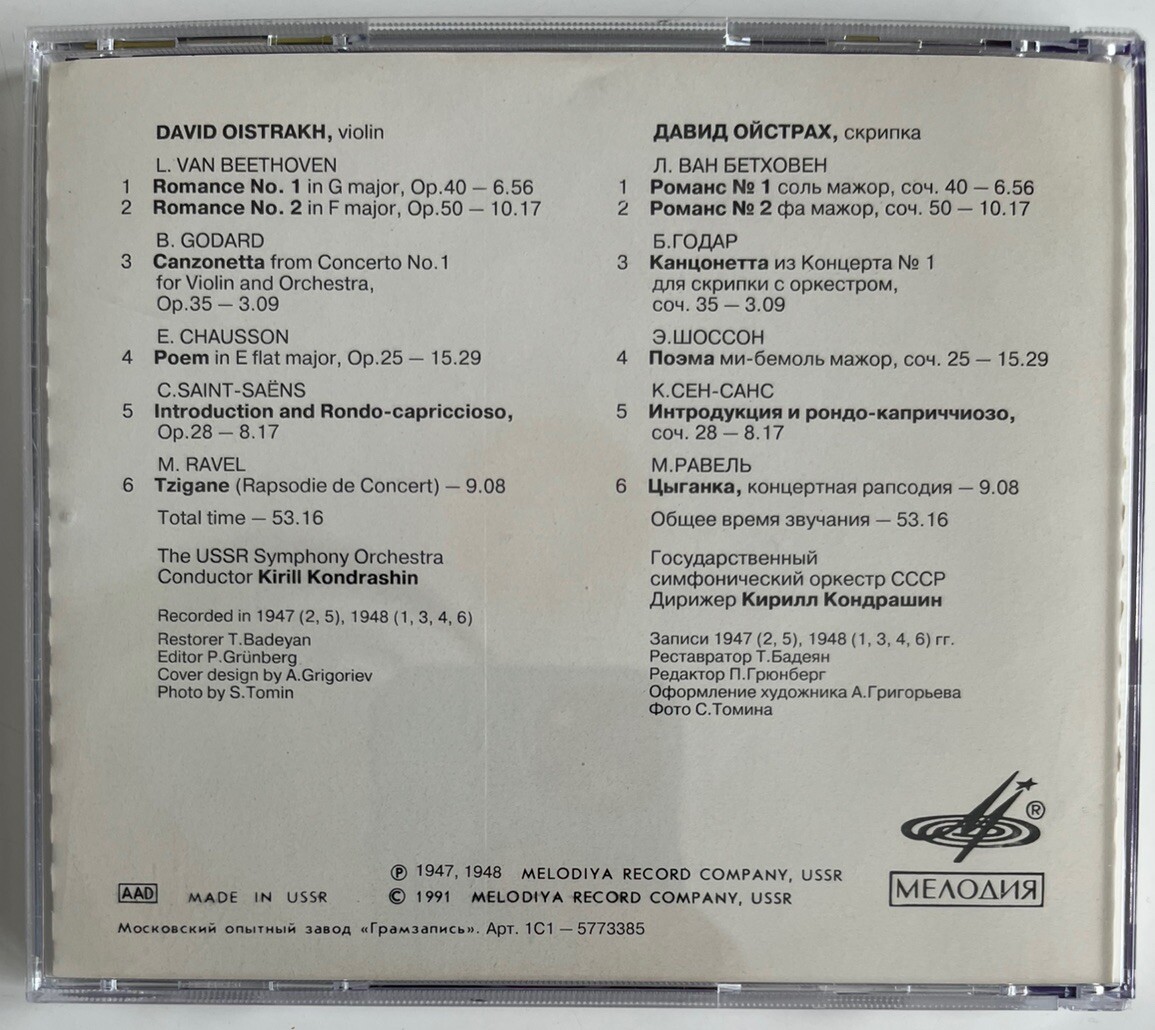 DAVID OISTRAKH, violin
L. VAN BEETHOVEN
1 Romance No. 1 in G major, Op.40 — 6.56
2 Romance No. 2 in F major, Op.50 — 10.17
B. GODARD
3 Canzonetta from Concerto No.1
for Violin and Orchestra,
Op.35 — 3.09
E. CHAUSSON
4 Poem in E flat major, Op.25 — 15.29
C.SAINT-SAËNS
5 Introduction and Rondo-capriccioso,
Op.28 — 8.17
M. RAVEL
6 Tzigane (Rapsodie de Concert) — 9.08
Total time — 53.16
The USSR Symphony Orchestra
Conductor Kirill Kondrashin
Recorded in 1947 (2, 5), 1948 (1, 3, 4, 6)
Restorer T.Badeyan
Editor P.Grünberg
Cover design by A.Grigoriev
Photo by S.Tomin
ДАВИД ОЙСТРАХ, скрипка
Л. ВАН БЕТХОВЕН
1 Романс № 1 соль мажор, соч. 40 — 6.56
2 Романс № 2 фа мажор, соч. 50 — 10.17
Б.ГОДАР
3 Канцонетта из Концерта № 1
для скрипки с оркестром,
соч. 35 — 3.09
Э.ШОССОН
4 Поэма ми-бемоль мажор, соч. 25 — 15.29
К.СЕН-САНС
5 Интродукция и рондо-каприччиозо,
соч. 28 — 8.17
М.РАВЕЛЬ
6 Цыганка, концертная рапсодия — 9.08
Общее время звучания — 53.16
Государственный
симфонический оркестр СССР
Дирижер Кирилл Кондрашин
Записи 1947 (2, 5), 1948 (1, 3, 4, 6) гг.
Реставратор Т.Бадеян
Редактор П.Грюнберг
Оформление художника А.Григорьева
Фото С.Томина
®
МЕЛОДИЯ
℗ 1947, 1948 MELODIYA RECORD COMPANY, USSR
AAD MADE IN USSR © 1991 MELODIYA RECORD COMPANY, USSR
Московский опытный завод «Грамзапись». Арт. 1С1 — 5773385